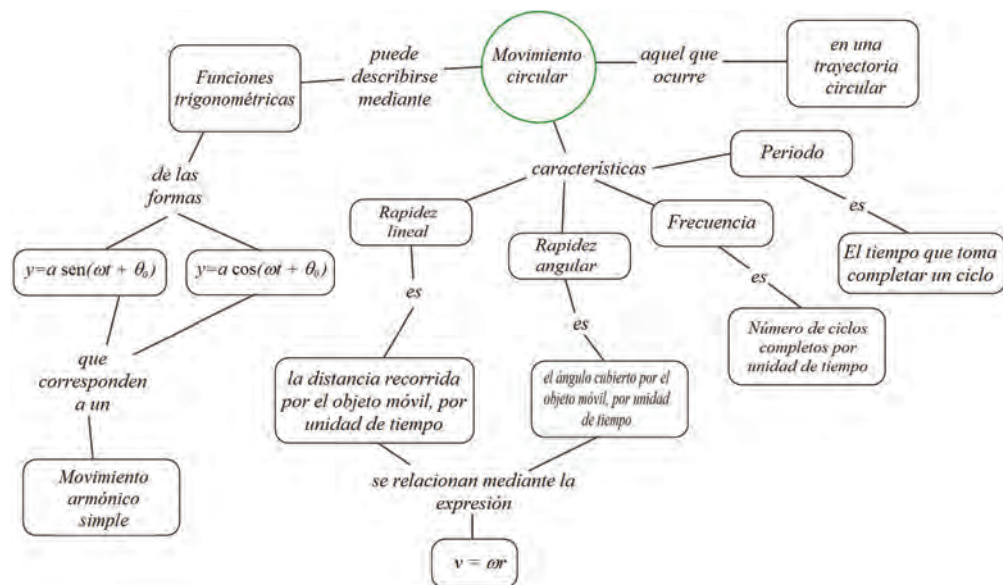 Movimiento
circular
aquel que
ocurre
en una
trayectoria
circular
puede
describirse
mediante
Funciones
trigonométricas
de las
formas
y=a sen(ωt + θ₀)
y=a cos(ωt + θ₀)
que
corresponden
a un
Movimiento
armónico
simple
características
Rapidez
lineal
es
la distancia recorrida
por el objeto móvil, por
unidad de tiempo
Rapidez
angular
es
el ángulo cubierto por el
objeto móvil, por unidad
de tiempo
se relacionan mediante la
expresión
v = ωr
Frecuencia
es
Número de ciclos
completos por
unidad de tiempo
Periodo
es
El tiempo que toma
completar un ciclo